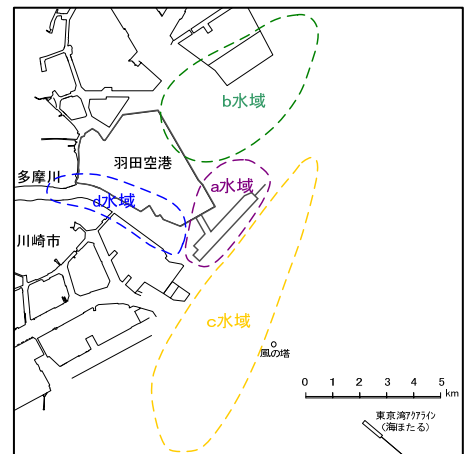 b水域
羽田空港
多摩川
a水域
d水域
川崎市
c水域
風の塔
0 1 2 3 4 5
km
東京湾ｱｸｱﾗｲﾝ
(海ほたる)